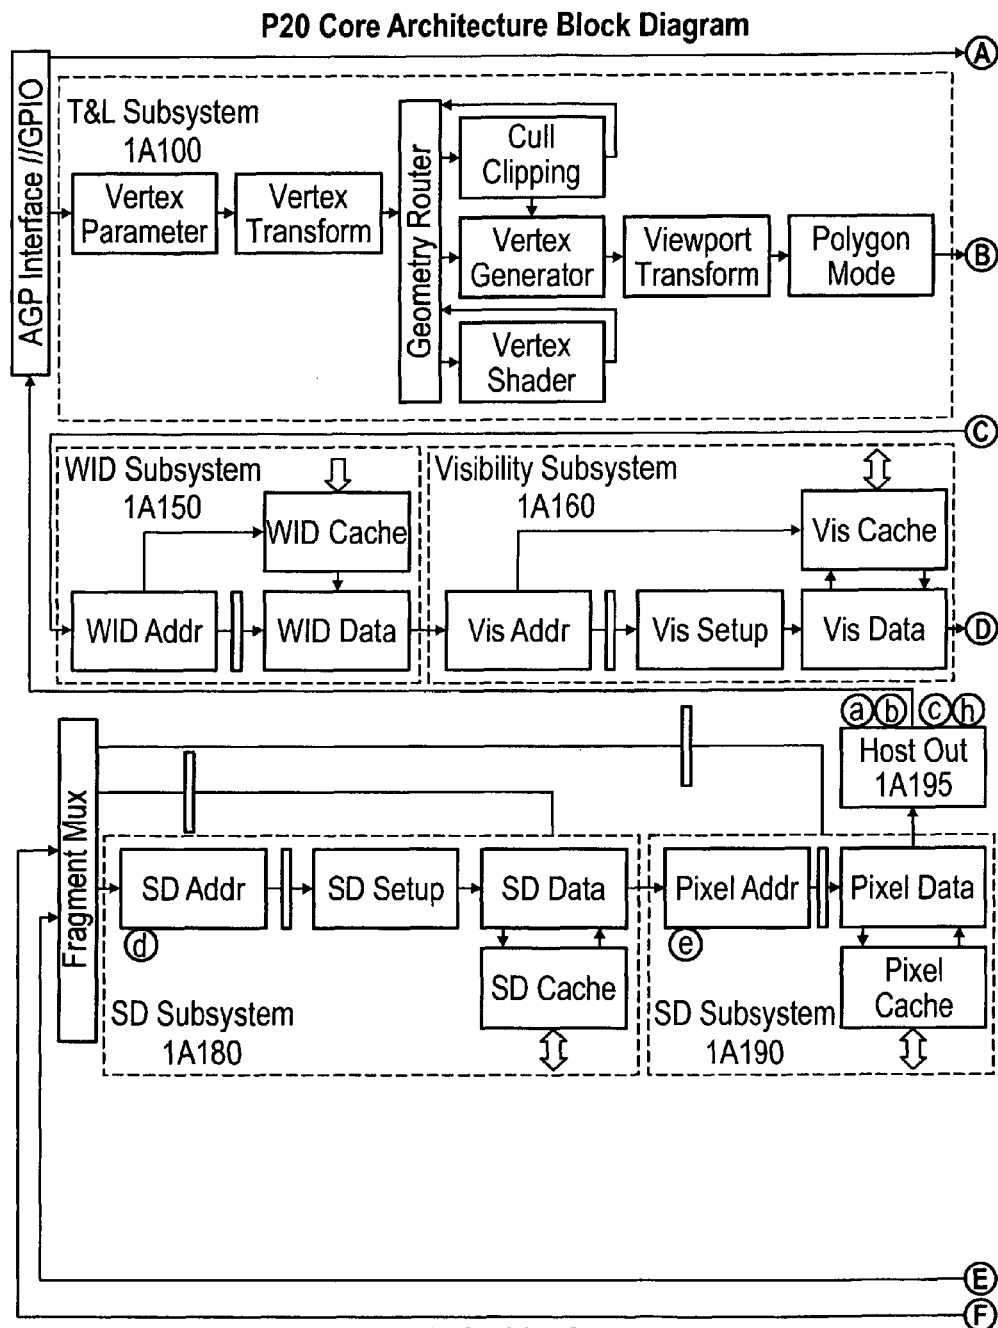 P20 Core Architecture Block Diagram
AGP Interface //GPIO
A
T&L Subsystem
1A100
Vertex
Parameter
Vertex
Transform
Geometry Router
Cull
Clipping
Vertex
Generator
Viewport
Transform
Polygon
Mode
B
Vertex
Shader
C
WID Subsystem
1A150
WID Cache
WID Addr
WID Data
Visibility Subsystem
1A160
Vis Cache
Vis Addr
Vis Setup
Vis Data
D
a b c h
Host Out
1A195
Fragment Mux
SD Addr
SD Setup
SD Data
Pixel Addr
Pixel Data
d
e
SD Cache
Pixel
Cache
SD Subsystem
1A180
SD Subsystem
1A190
E
F